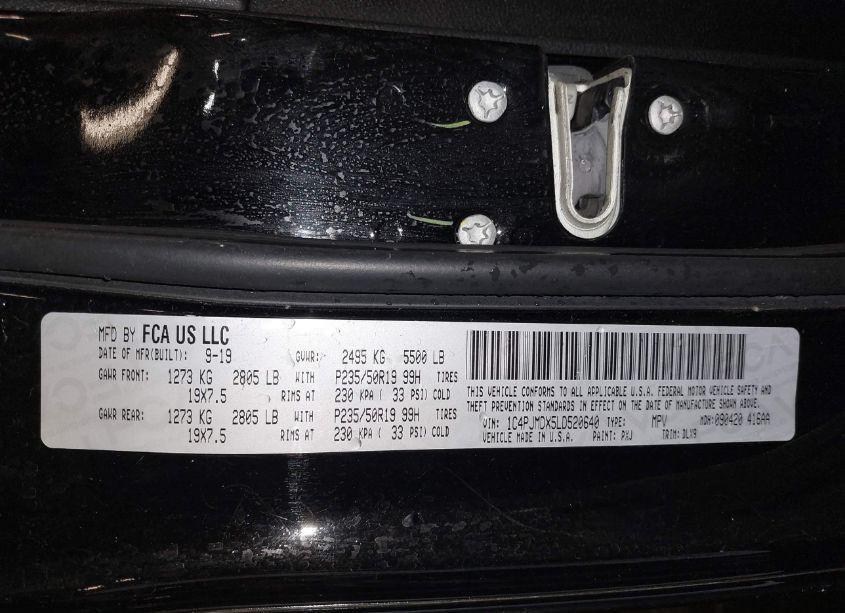 MFD BY FCA US LLC
DATE OF MFR(BUILT): 9-19 GVWR: 2495 KG 5500 LB
GAWR FRONT: 1273 KG 2805 LB WITH P235/50R19 99H TIRES
19X7.5 RIMS AT 230 KPA ( 33 PSI) COLD
GAWR REAR: 1273 KG 2805 LB WITH P235/50R19 99H TIRES
19X7.5 RIMS AT 230 KPA ( 33 PSI) COLD
THIS VEHICLE CONFORMS TO ALL APPLICABLE U.S.A. FEDERAL MOTOR VEHICLE SAFETY AND
THEFT PREVENTION STANDARDS IN EFFECT ON THE DATE OF MANUFACTURE SHOWN ABOVE.
VIN: 1C4PJMDX5LD520640 TYPE: MPV MDH: 090420 416AA
VEHICLE MADE IN U.S.A. PAINT: PXJ TRIM: DLX9